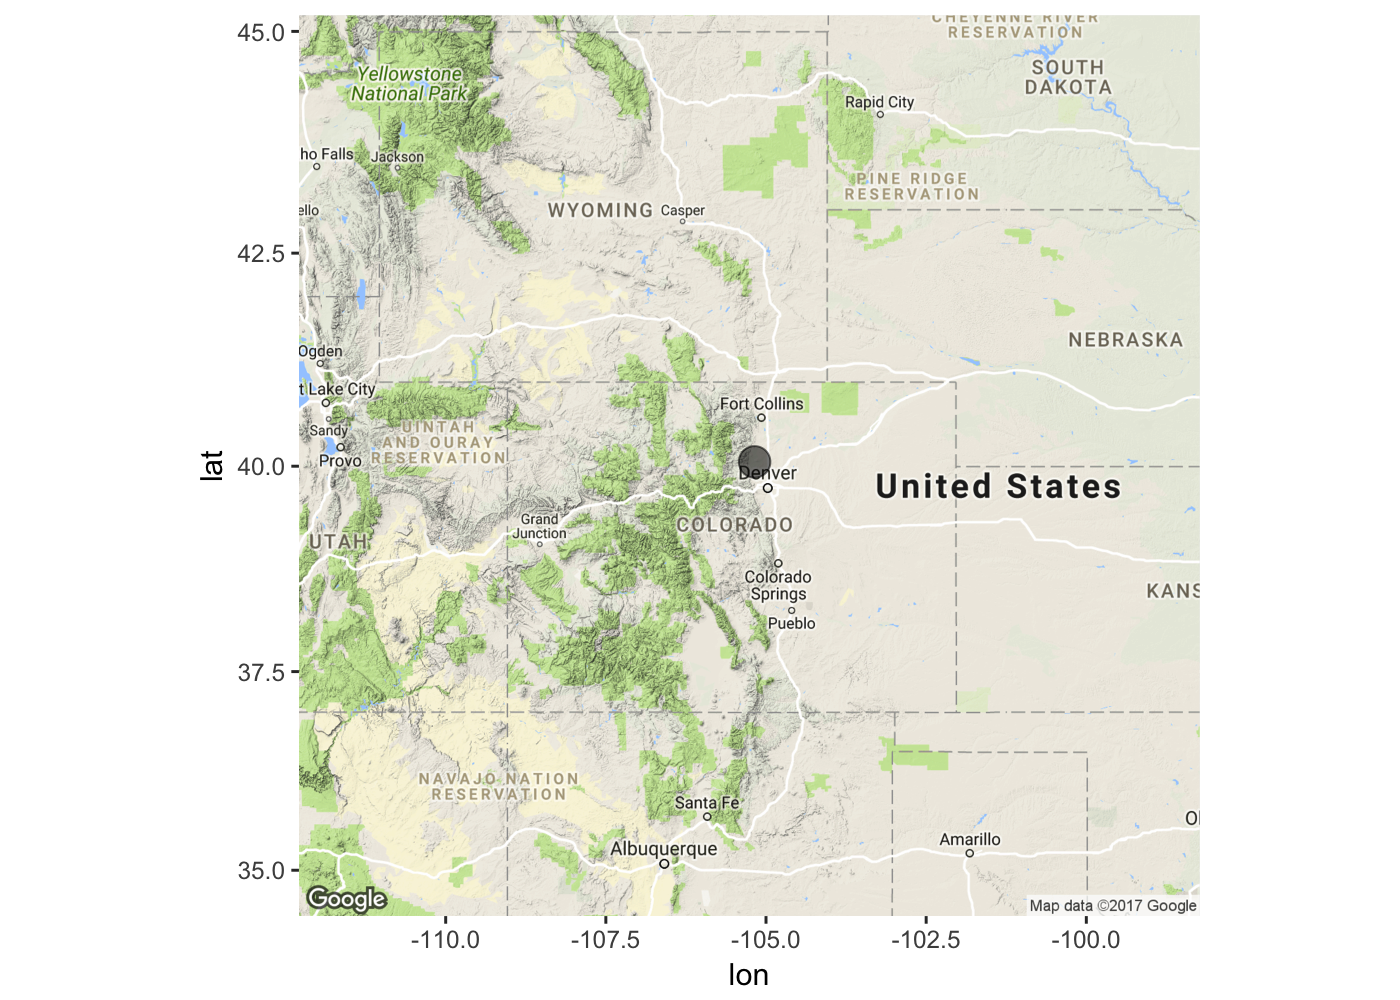 45.0
CHEYENNE RIVER
RESERVATION
SOUTH
DAKOTA
Yellowstone
National Park
Rapid City
ho Falls
Jackson
PINE RIDGE
RESERVATION
ello
WYOMING
Casper
42.5
NEBRASKA
Ogden
t Lake City
Fort Collins
Sandy
UINTAH
AND OURAY
RESERVATION
Provo
40.0
lat
Denver
United States
Grand
Junction
COLORADO
UTAH
Colorado
Springs
KANS
Pueblo
37.5
NAVAJO NATION
RESERVATION
Santa Fe
Amarillo
Albuquerque
35.0
Google
Map data ©2017 Google
-110.0
-107.5
-105.0
-102.5
-100.0
lon